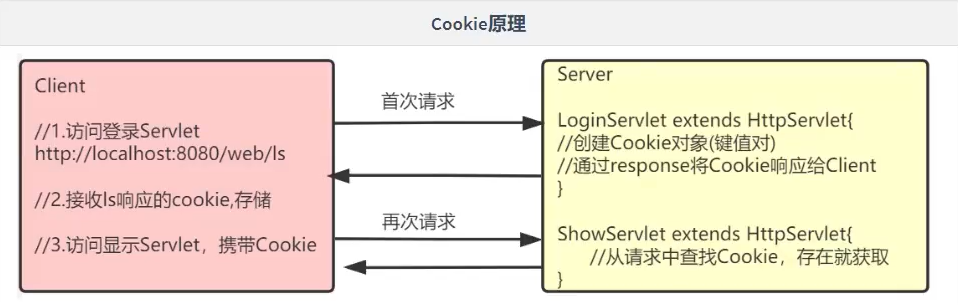 Cookie原理
Client
//1.访问登录Servlet
http://localhost:8080/web/ls
//2.接收ls响应的cookie,存储
//3.访问显示Servlet，携带Cookie
首次请求
再次请求
Server
LoginServlet extends HttpServlet{
//创建Cookie对象(键值对)
//通过response将Cookie响应给Client
}
ShowServlet extends HttpServlet{
//从请求中查找Cookie，存在就获取
}